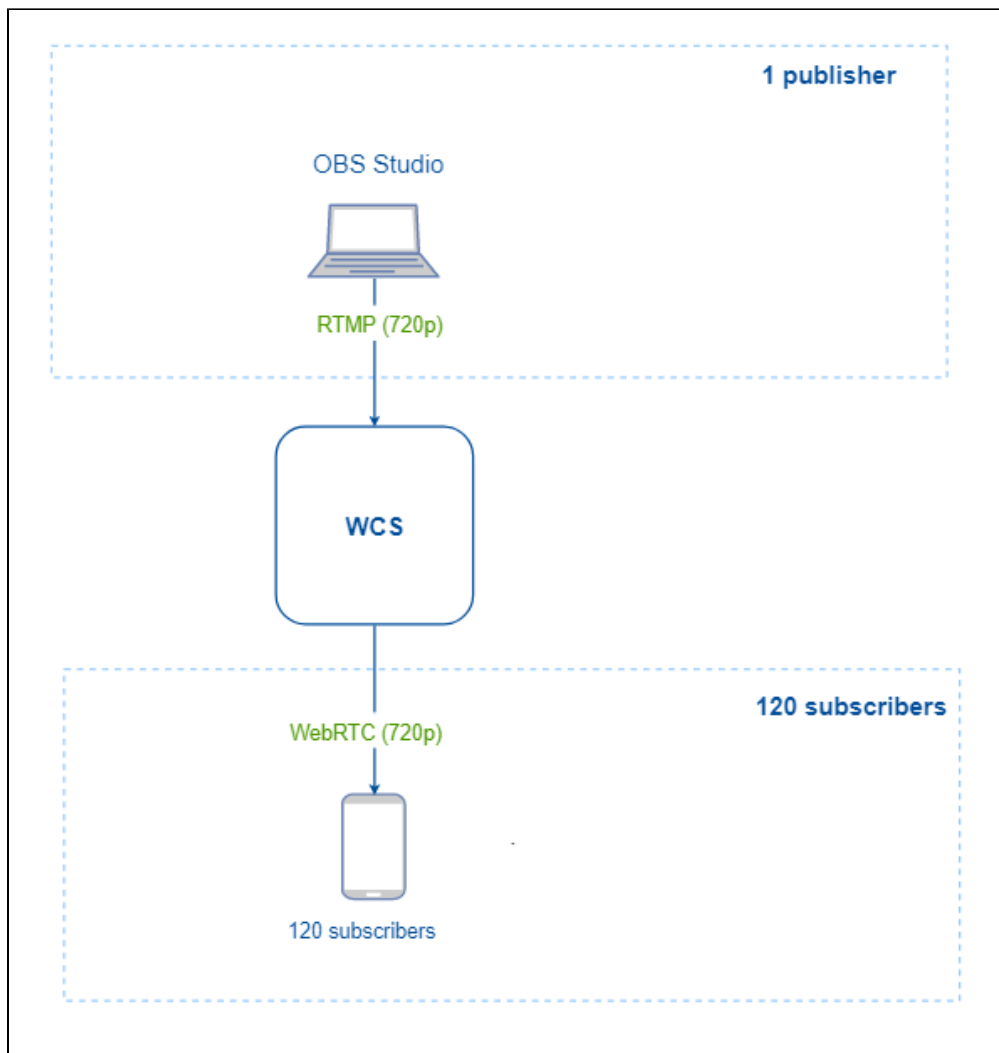 1 publisher
OBS Studio
RTMP (720p)
WCS
120 subscribers
WebRTC (720p)
120 subscribers